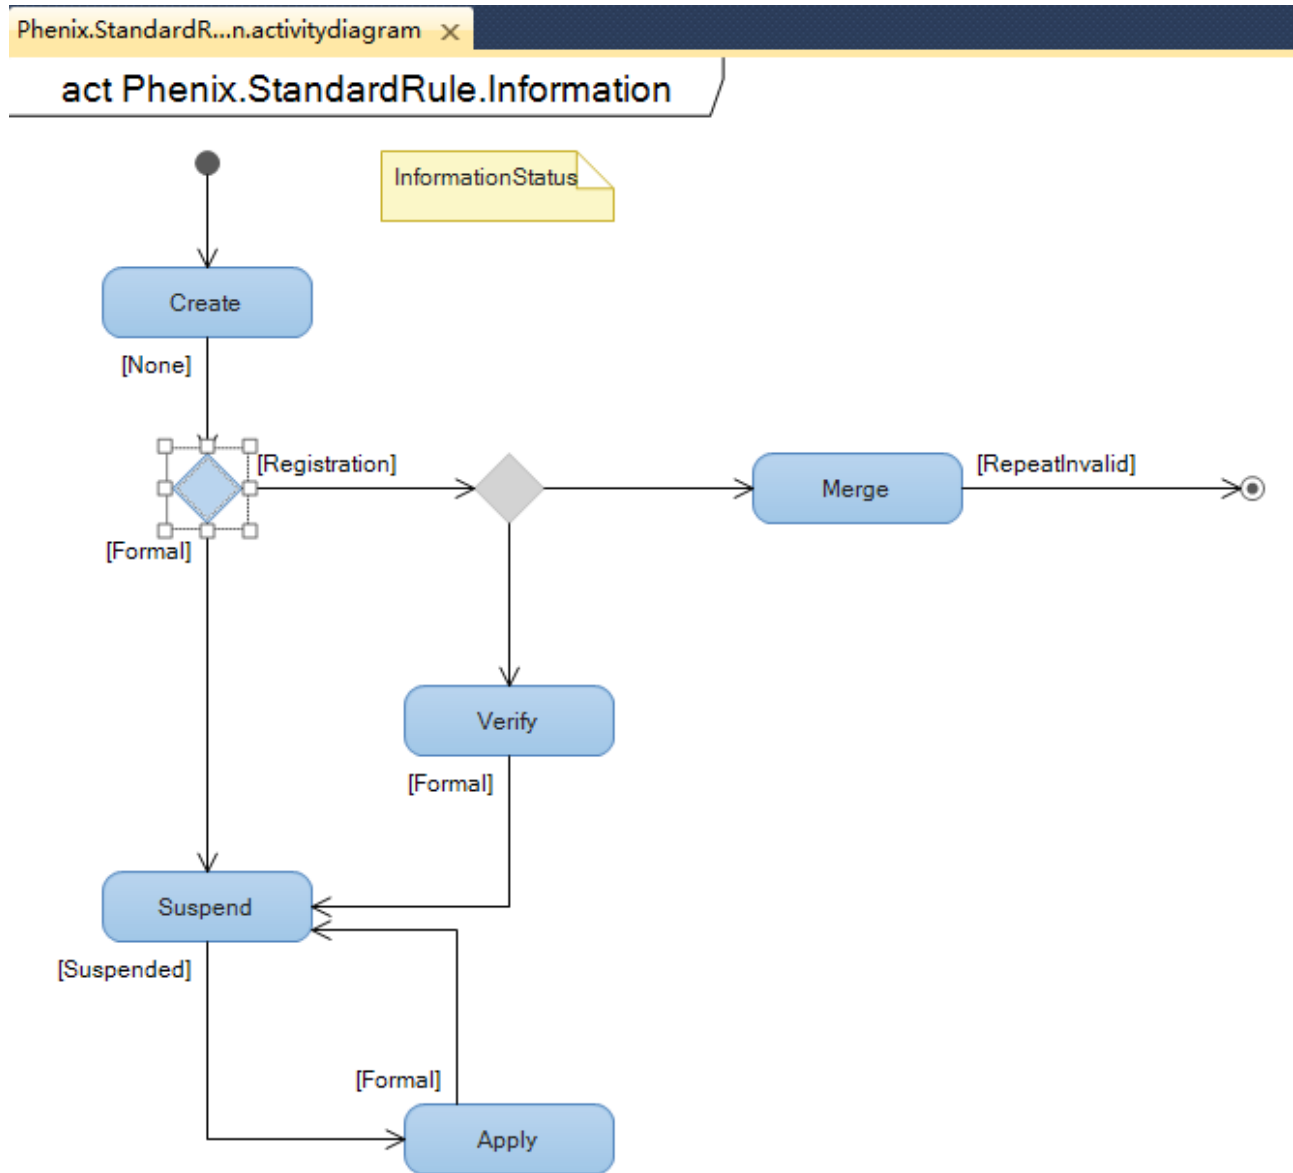 Phenix.StandardR...n.activitydiagram
act Phenix.StandardRule.Information
InformationStatus
Create
[None]
[Registration]
Merge
[RepeatInvalid]
[Formal]
Verify
[Formal]
Suspend
[Suspended]
[Formal]
Apply